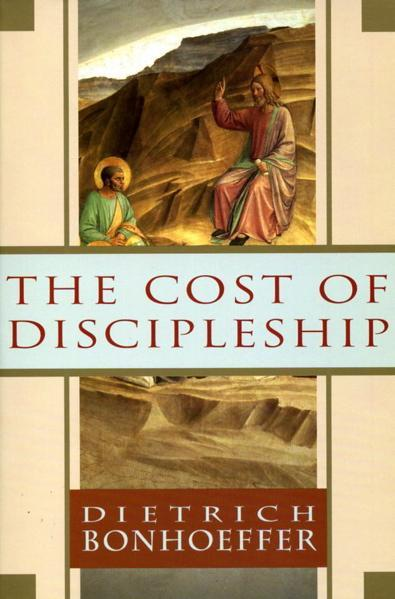 THE COST OF
DISCIPLESHIP
DIETRICH
BONHOEFFER